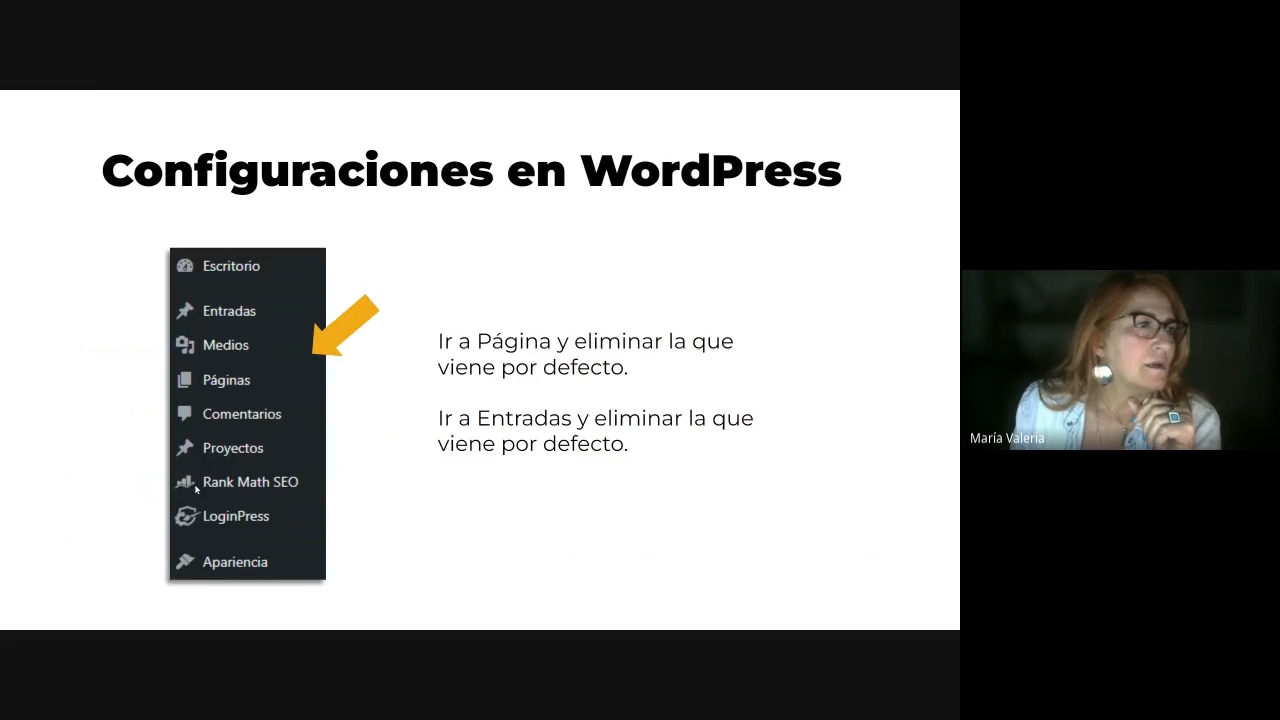 Configuraciones en WordPress
Escritorio
Entradas
Medios
Páginas
Comentarios
Proyectos
Rank Math SEO
LoginPress
Apariencia
Ir a Página y eliminar la que
viene por defecto.
Ir a Entradas y eliminar la que
viene por defecto.
María Valeria